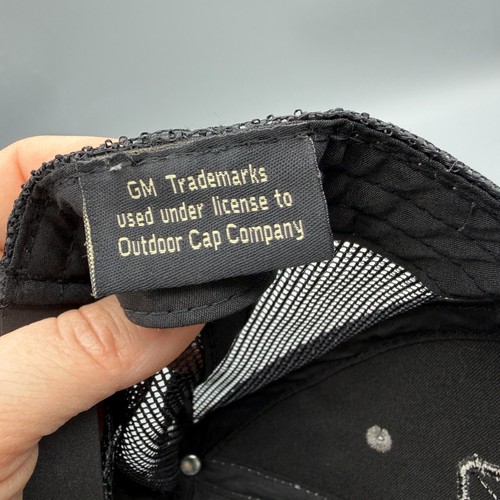 GM Trademarks
used under license to
Outdoor Cap Company